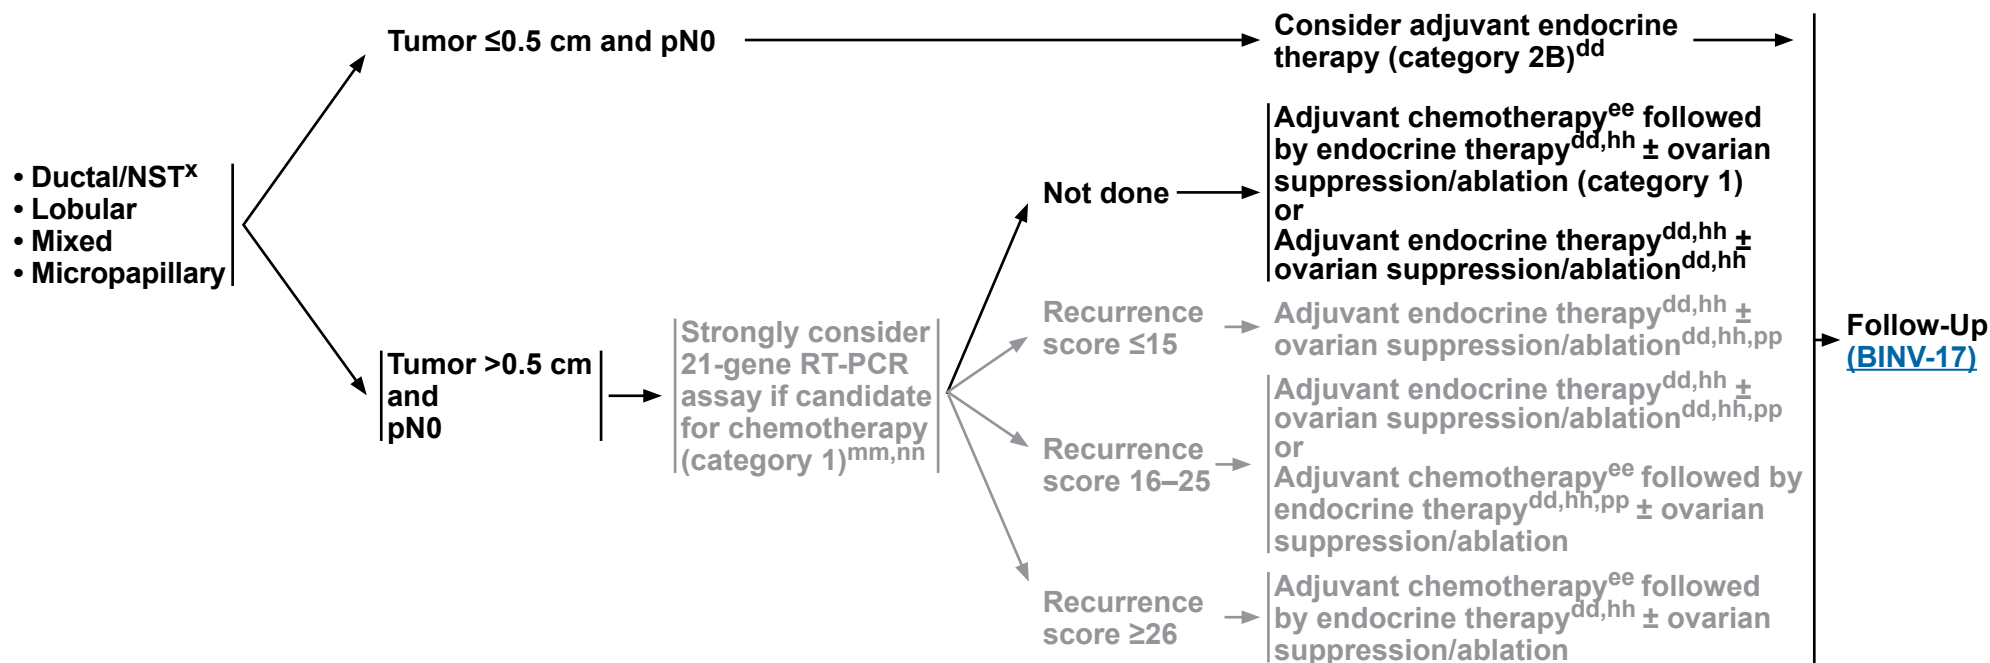 • Ductal/NSTx
• Lobular
• Mixed
• Micropapillary
Tumor ≤0.5 cm and pN0
Consider adjuvant endocrine
therapy (category 2B)dd
Tumor >0.5 cm
and
pN0
Strongly consider
21-gene RT-PCR
assay if candidate
for chemotherapy
(category 1)mm,nn
Not done
Adjuvant chemotherapyee followed
by endocrine therapydd,hh ± ovarian
suppression/ablation (category 1)
or
Adjuvant endocrine therapydd,hh ±
ovarian suppression/ablationdd,hh
Recurrence
score ≤15
Adjuvant endocrine therapydd,hh ±
ovarian suppression/ablationdd,hh,pp
Recurrence
score 16–25
Adjuvant endocrine therapydd,hh ±
ovarian suppression/ablationdd,hh,pp
or
Adjuvant chemotherapyee followed by
endocrine therapydd,hh,pp ± ovarian
suppression/ablation
Recurrence
score ≥26
Adjuvant chemotherapyee followed
by endocrine therapydd,hh ± ovarian
suppression/ablation
Follow-Up
(BINV-17)